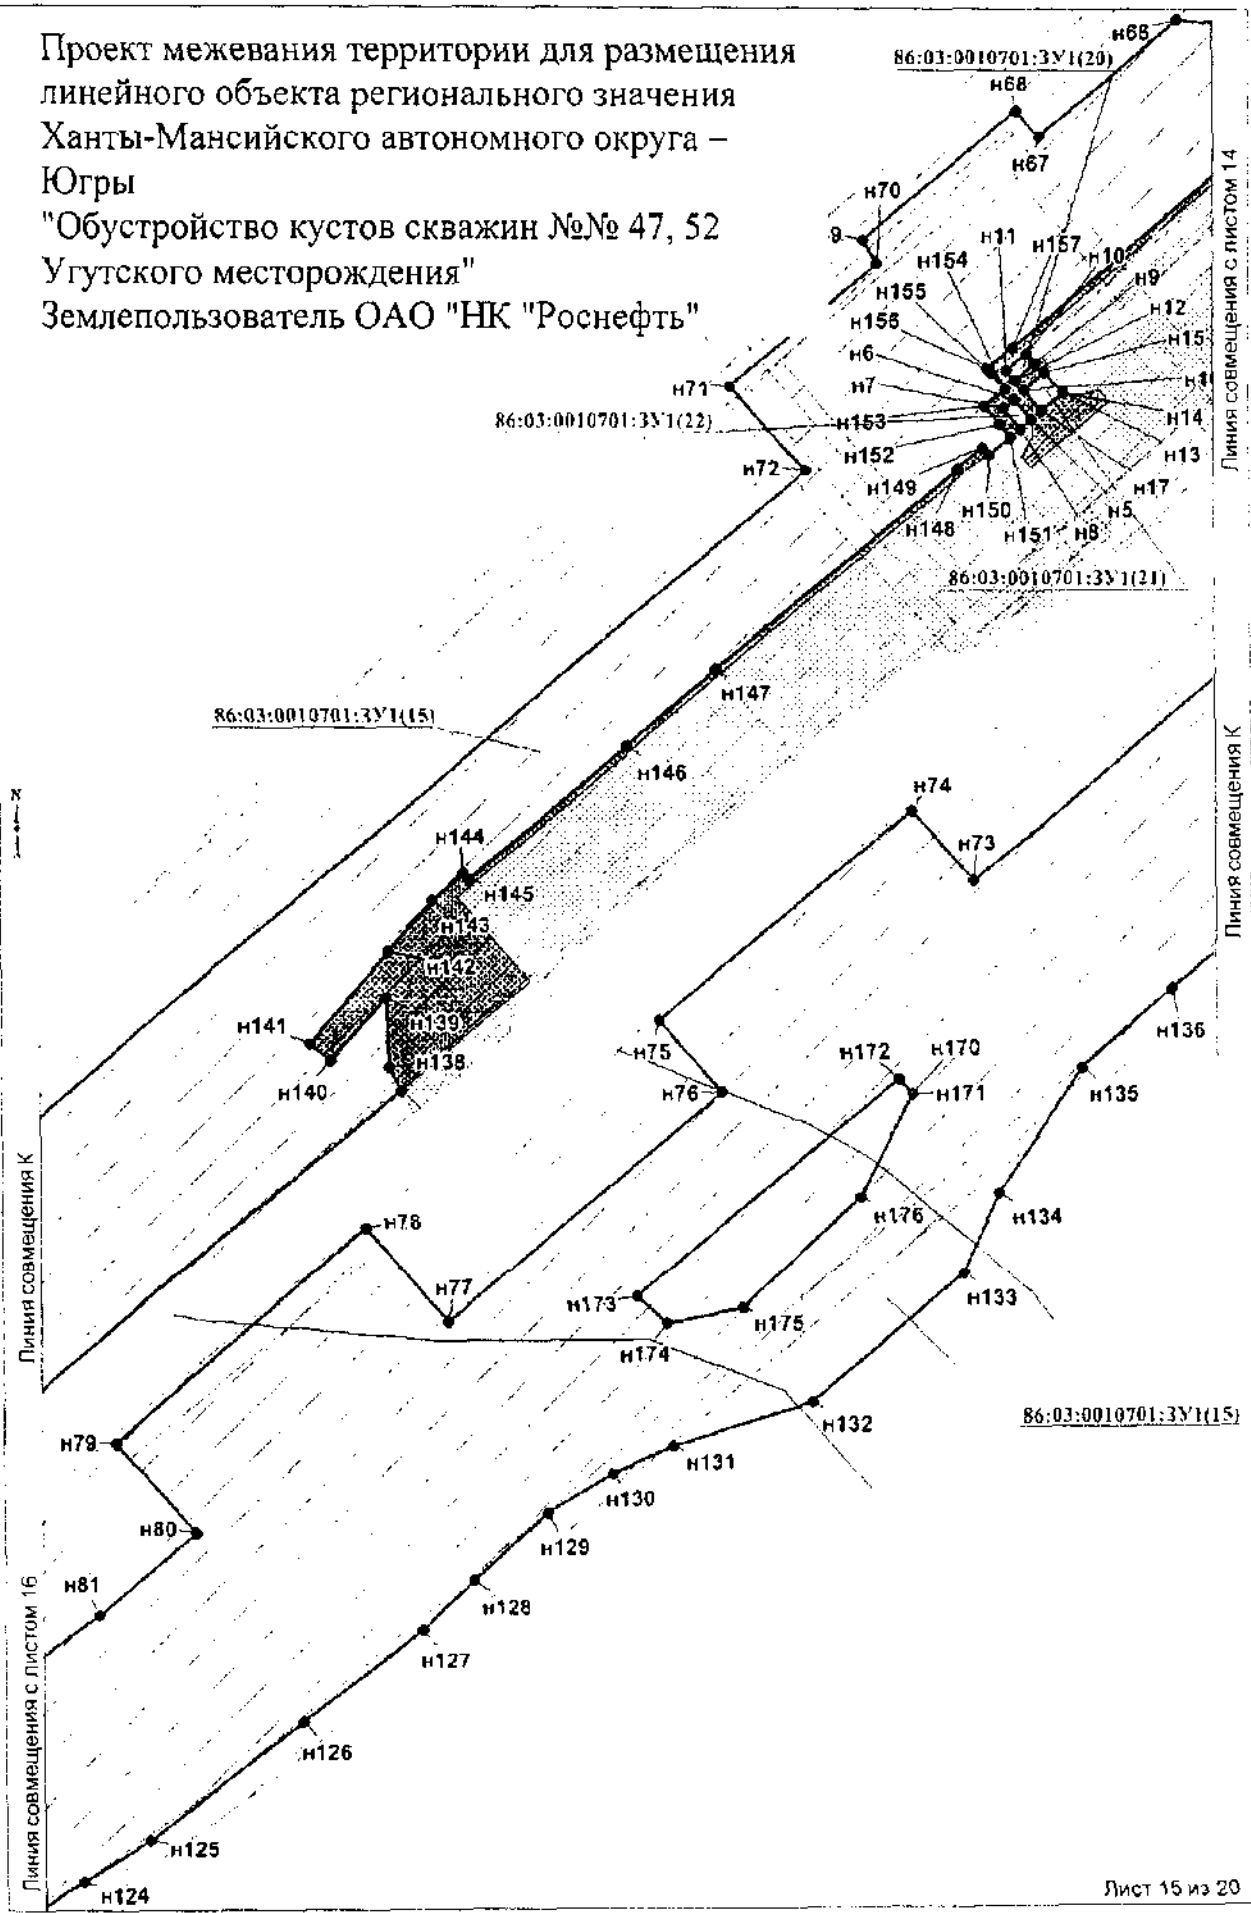 Проект межевания территории для размещения
линейного объекта регионального значения
Ханты-Мансийского автономного округа –
Югры
"Обустройство кустов скважин №№ 47, 52
Угутского месторождения"
Землепользователь ОАО "НК "Роснефть"
н66
86:03:0010701:ЗУ1(20)
н68
н67
н70
9
Линия совмещения с листом 14
н11
н157
н10
н154
н9
н155
н12
н156
н15
н6
н7
н14
н153
н13
н152
н17
н149
н5
н150
н8
н148
н151
н71
86:03:0010701:ЗУ1(22)
н72
86:03:0010701:ЗУ1(21)
н147
86:03:0010701:ЗУ1(15)
н146
Линия совмещения К
N
н74
н73
н144
н145
н143
н142
н141
н139
н138
н140
н136
н75
н172
н170
н76
н171
н135
Линия совмещения К
н78
н176
н134
н77
н173
н175
н133
н174
н132
86:03:0010701:ЗУ1(15)
н79
н131
н130
н80
н129
н81
н128
н127
Линия совмещения с листом 16
н126
н125
н124
Лист 15 из 20